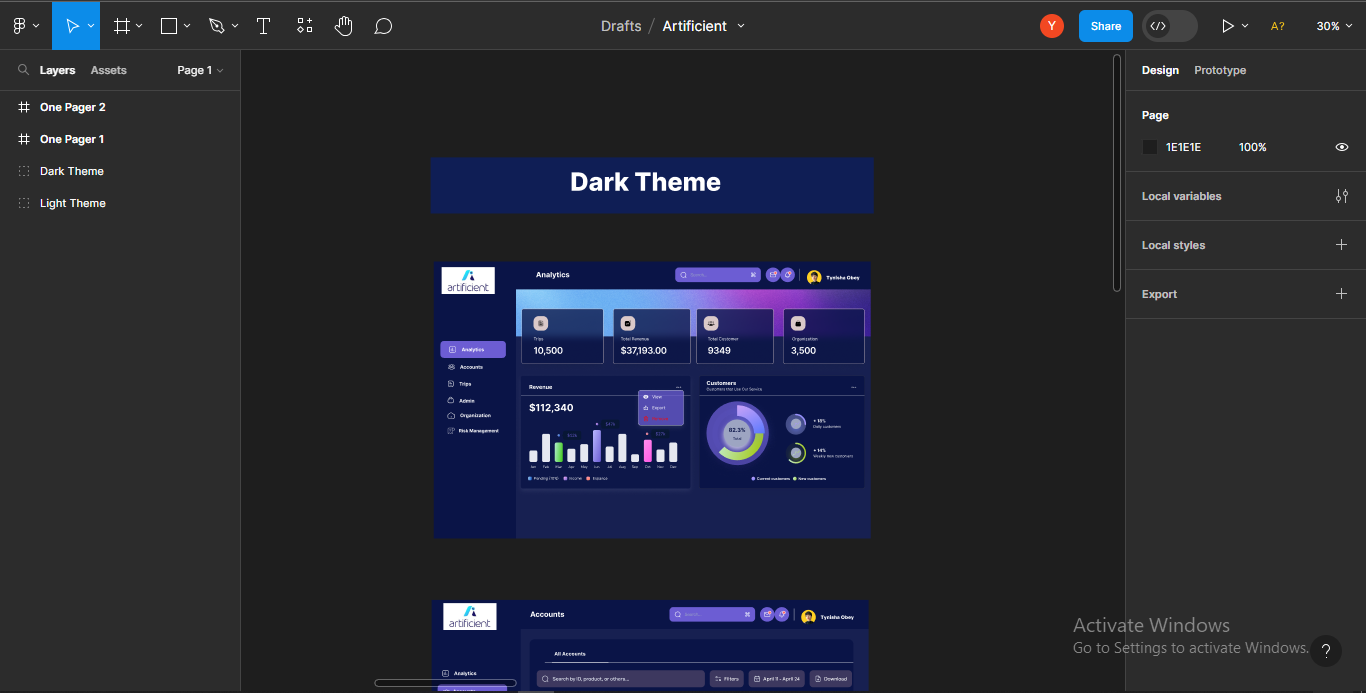 Drafts / Artificient
Y
Share
A?
30%
Layers
Assets
Page 1
One Pager 2
One Pager 1
Dark Theme
Light Theme
Design
Prototype
Page
1E1E1E
100%
Local variables
Local styles
Export
Dark Theme
artificient
Analytics
Search...
Tynisha Obey
Analytics
Accounts
Trips
Admin
Organization
Risk Management
Trips
10,500
Total Revenue
$37,193.00
Total Customer
9349
Organization
3,500
Revenue
$112,340
View
Export
Jan Feb Mar Apr May Jun Jul Aug Sep Oct Nov Dec
Income
Balance
Customers
Customers that Use Our Service
82.3%
Total
+ 18%
Daily customers
+ 14%
Weekly new customers
Current customers
New customers
artificient
Accounts
Search...
Tynisha Obey
Analytics
Accounts
All Accounts
Search by ID, product, or others...
Filters
April 11 - April 24
Download
Activate Windows
Go to Settings to activate Windows.
?